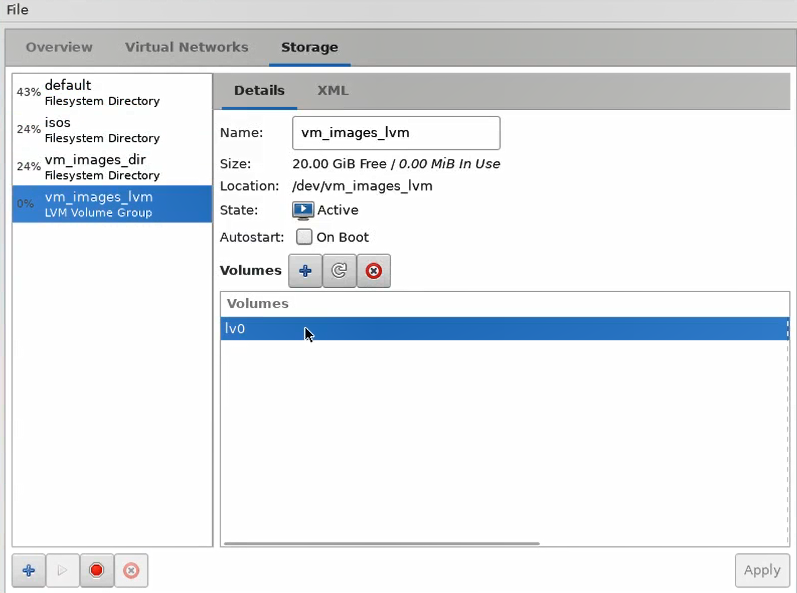 File
Overview Virtual Networks Storage
43% default
Filesystem Directory
24% isos
Filesystem Directory
24% vm_images_dir
Filesystem Directory
0% vm_images_lvm
LVM Volume Group
Details XML
Name: vm_images_lvm
Size: 20.00 GiB Free / 0.00 MiB In Use
Location: /dev/vm_images_lvm
State: Active
Autostart: On Boot
Volumes
Volumes
lv0
Apply